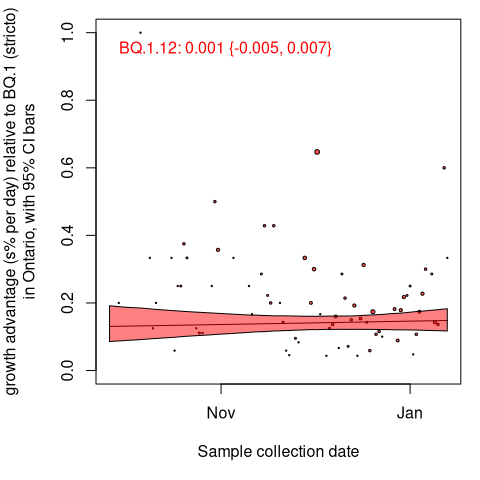 growth advantage (s% per day) relative to BQ.1 (stricto)
in Ontario, with 95% CI bars
BQ.1.12: 0.001 {-0.005, 0.007}
1.0
0.8
0.6
0.4
0.2
0.0
Nov Jan
Sample collection date